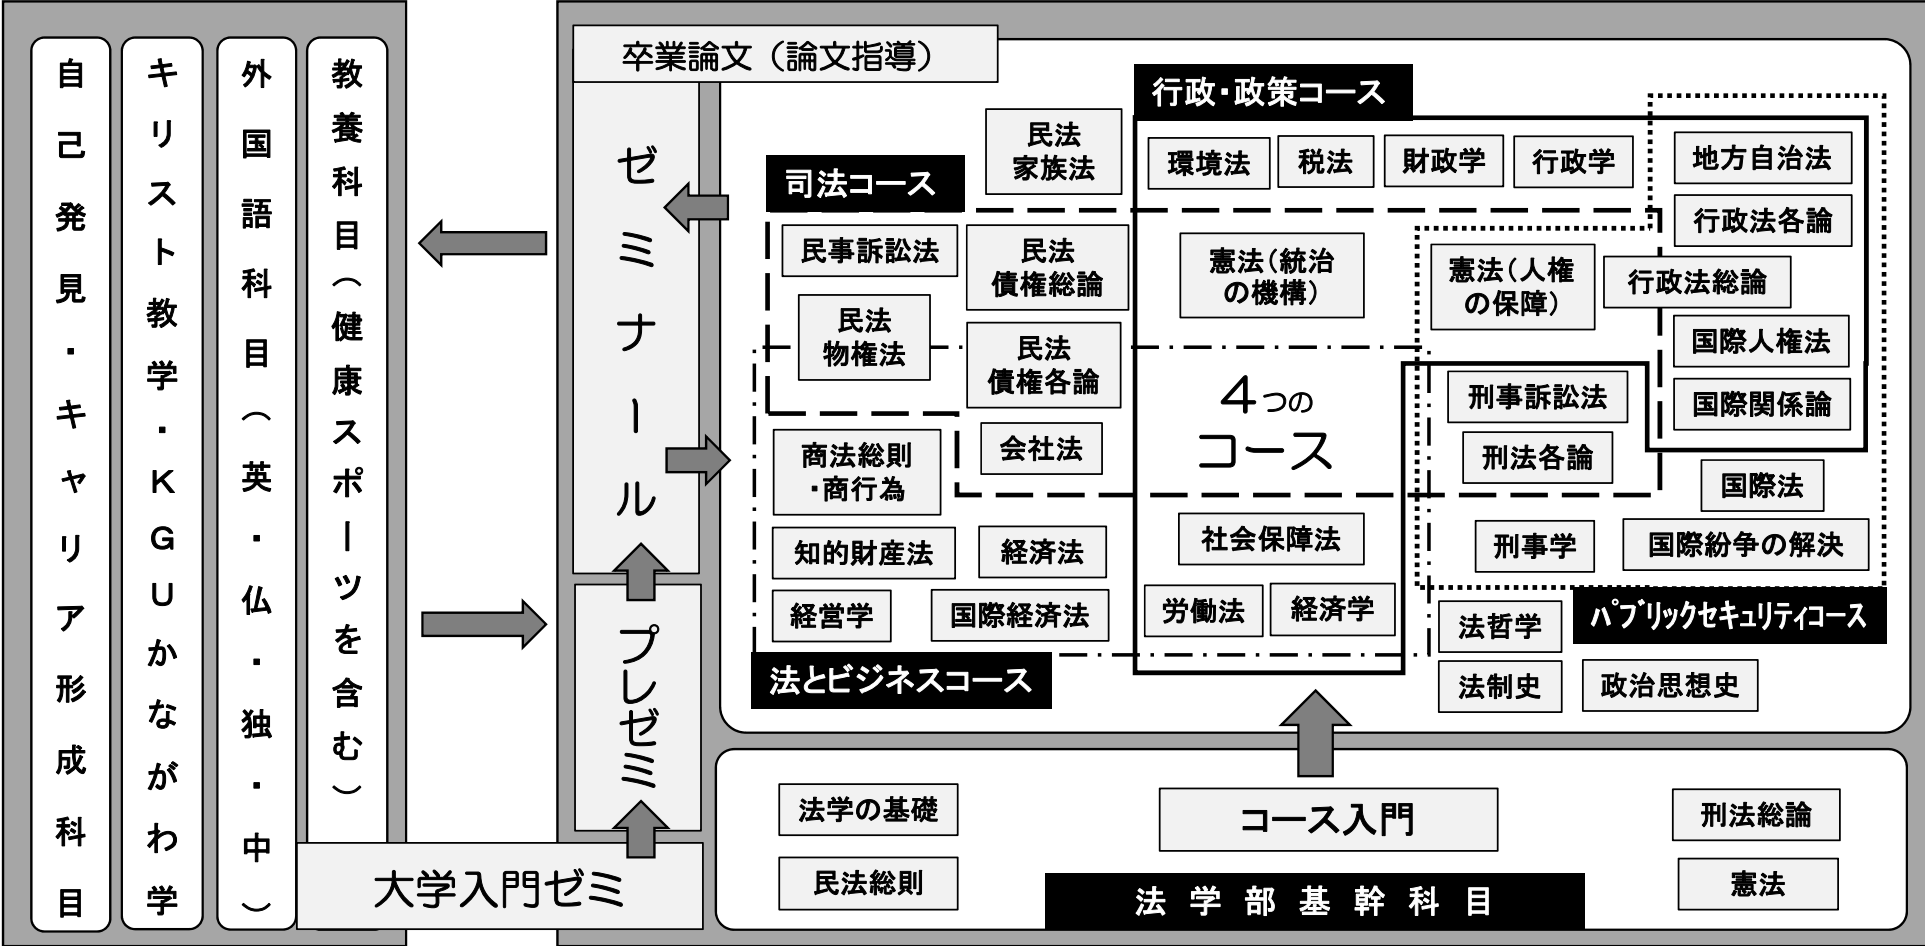 自己発見・キャリア形成科目
キリスト教学・KGUかながわ学
外国語科目(英・仏・独・中)
教養科目(健康スポーツを含む)
大学入門ゼミ
プレゼミ
ゼミナール
卒業論文(論文指導)
行政・政策コース
司法コース
民法
家族法
環境法
税法
財政学
行政学
地方自治法
行政法各論
民事訴訟法
民法
債権総論
憲法(統治
の機構)
憲法(人権
の保障)
行政法総論
民法
物権法
民法
債権各論
国際人権法
4つの
コース
刑事訴訟法
国際関係論
商法総則
・商行為
会社法
刑法各論
国際法
知的財産法
経済法
社会保障法
刑事学
国際紛争の解決
経営学
国際経済法
労働法
経済学
法哲学
パブリックセキュリティコース
法とビジネスコース
法制史
政治思想史
法学の基礎
コース入門
刑法総論
民法総則
憲法
法学部基幹科目